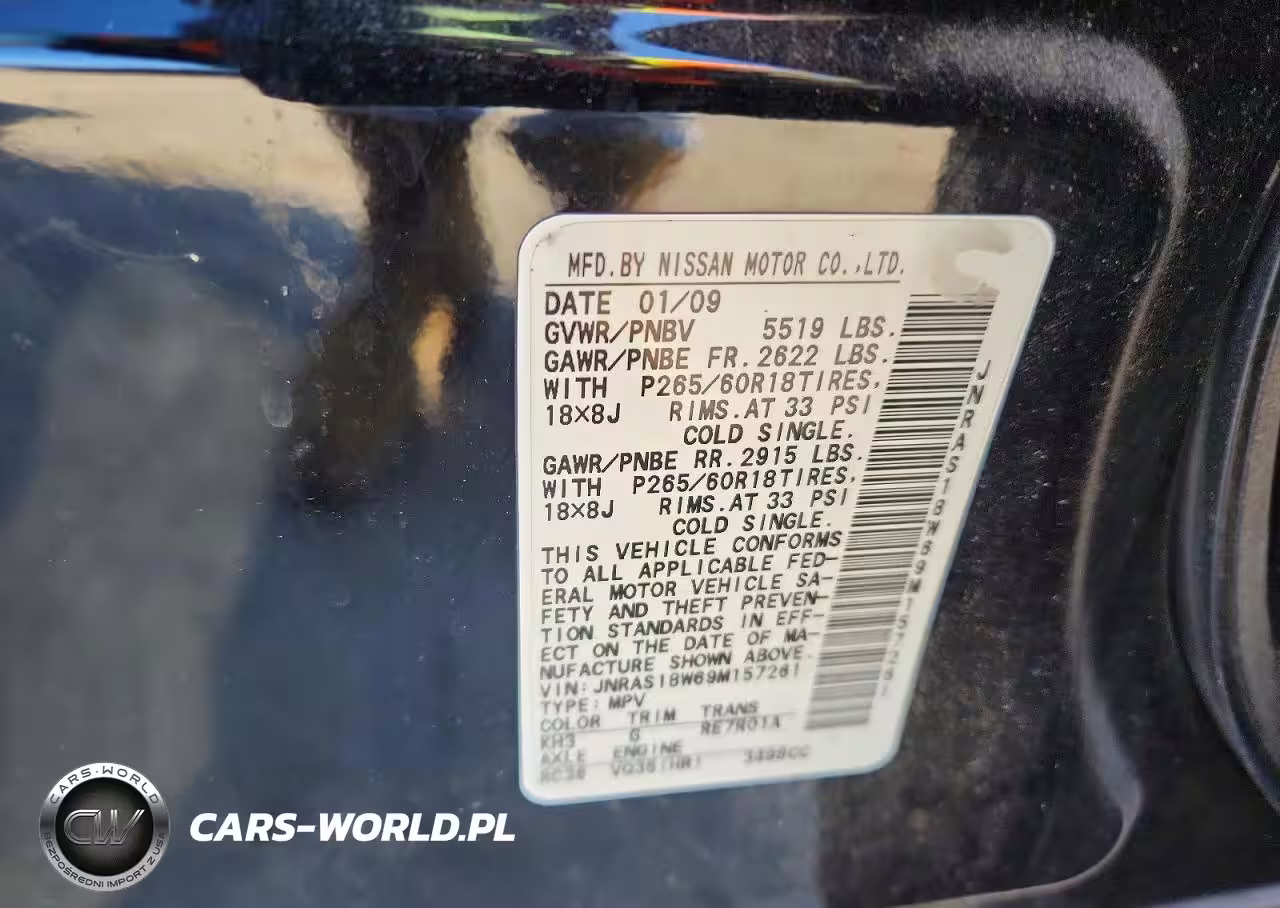 MFD.BY NISSAN MOTOR CO.,LTD.
DATE 01/09
GVWR/PNBV 5519 LBS.
GAWR/PNBE FR.2622 LBS.
WITH P265/60R18TIRES,
18×8J RIMS.AT 33 PSI
COLD SINGLE.
GAWR/PNBE RR.2915 LBS.
WITH P265/60R18TIRES,
18×8J RIMS.AT 33 PSI
COLD SINGLE.
THIS VEHICLE CONFORMS
TO ALL APPLICABLE FED-
ERAL MOTOR VEHICLE SA-
FETY AND THEFT PREVEN-
TION STANDARDS IN EFF-
ECT ON THE DATE OF MA-
NUFACTURE SHOWN ABOVE.
VIN:JNRAS18W69M157261
TYPE:MPV
COLOR TRIM TRANS
KH3 G RE7R01A
AXLE ENGINE
VQ35(HR)
JNRAS18W69M157261
CARS-WORLD
CW
BEZPOŚREDNI IMPORT Z USA
CARS-WORLD.PL